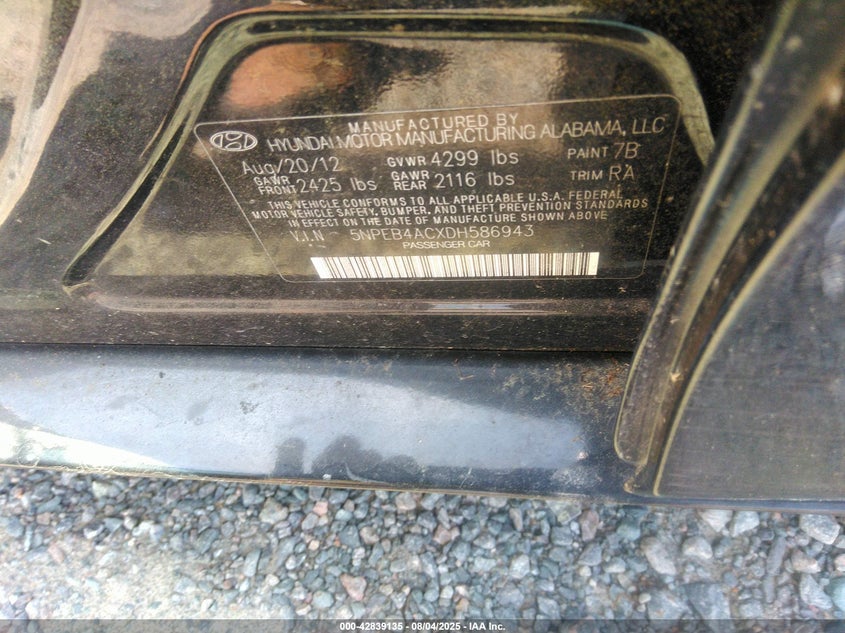 MANUFACTURED BY
HYUNDAI MOTOR MANUFACTURING ALABAMA, LLC
Aug/20/12 GVWR 4299 lbs PAINT 7B
GAWR FRONT 2425 lbs GAWR REAR 2116 lbs TRIM RA
THIS VEHICLE CONFORMS TO ALL APPLICABLE U.S.A. FEDERAL
MOTOR VEHICLE SAFETY, BUMPER, AND THEFT PREVENTION STANDARDS
IN EFFECT ON THE DATE OF MANUFACTURE SHOWN ABOVE
V.I.N 5NPEB4ACXDH586943
PASSENGER CAR
000-42839135 - 08/04/2025 - IAA Inc.